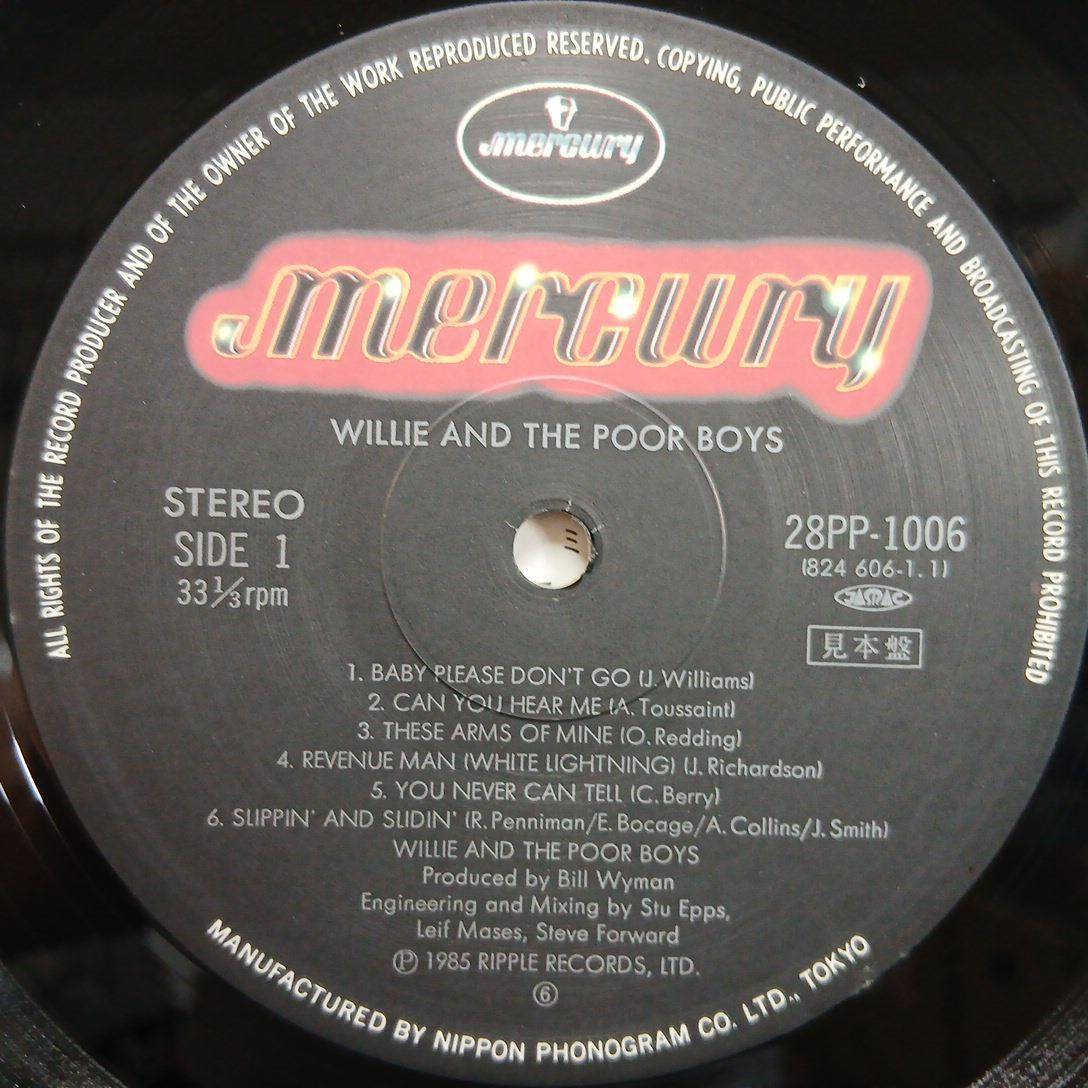 ALL RIGHTS OF THE RECORD PRODUCER AND OF THE OWNER OF THE WORK REPRODUCED RESERVED. COPYING, PUBLIC PERFORMANCE AND BROADCASTING OF THIS RECORD PROHIBITED
mercury
mercury
WILLIE AND THE POOR BOYS
STEREO
SIDE 1
33 1/3 rpm
28PP-1006
(824 606-1.1)
JASRAC
見本盤
1. BABY PLEASE DON'T GO (J. Williams)
2. CAN YOU HEAR ME (A. Toussaint)
3. THESE ARMS OF MINE (O. Redding)
4. REVENUE MAN (WHITE LIGHTNING) (J. Richardson)
5. YOU NEVER CAN TELL (C. Berry)
6. SLIPPIN' AND SLIDIN' (R. Penniman/E. Bocage/A. Collins/J. Smith)
WILLIE AND THE POOR BOYS
Produced by Bill Wyman
Engineering and Mixing by Stu Epps,
Leif Mases, Steve Forward
Ⓟ 1985 RIPPLE RECORDS, LTD.
⑥
MANUFACTURED BY NIPPON PHONOGRAM CO. LTD., TOKYO